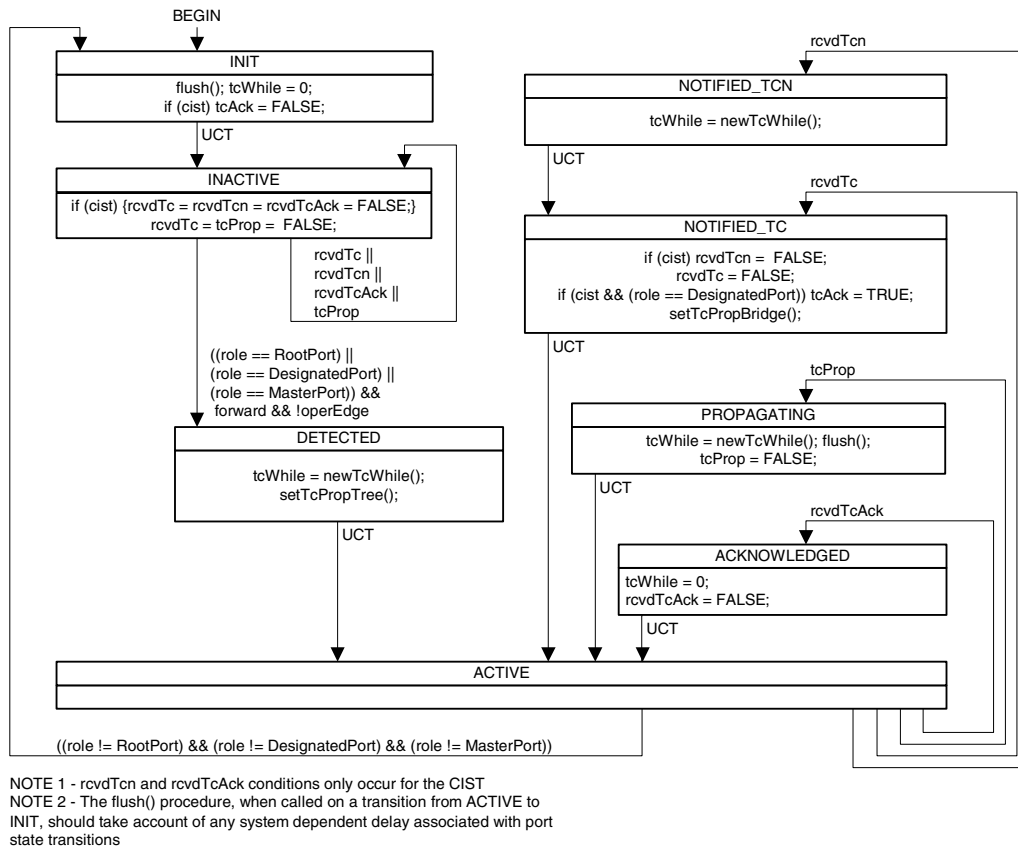 BEGIN
INIT
flush(); tcWhile = 0;
if (cist) tcAck = FALSE;
UCT
INACTIVE
if (cist) {rcvdTc = rcvdTcn = rcvdTcAck = FALSE;}
rcvdTc = tcProp = FALSE;
rcvdTc ||
rcvdTcn ||
rcvdTcAck ||
tcProp
((role == RootPort) ||
(role == DesignatedPort) ||
(role == MasterPort)) &&
forward && !operEdge
DETECTED
tcWhile = newTcWhile();
setTcPropTree();
UCT
rcvdTcn
NOTIFIED_TCN
tcWhile = newTcWhile();
UCT
rcvdTc
NOTIFIED_TC
if (cist) rcvdTcn = FALSE;
rcvdTc = FALSE;
if (cist && (role == DesignatedPort)) tcAck = TRUE;
setTcPropBridge();
UCT
tcProp
PROPAGATING
tcWhile = newTcWhile(); flush();
tcProp = FALSE;
UCT
rcvdTcAck
ACKNOWLEDGED
tcWhile = 0;
rcvdTcAck = FALSE;
UCT
ACTIVE
((role != RootPort) && (role != DesignatedPort) && (role != MasterPort))
NOTE 1 - rcvdTcn and rcvdTcAck conditions only occur for the CIST
NOTE 2 - The flush() procedure, when called on a transition from ACTIVE to
INIT, should take account of any system dependent delay associated with port
state transitions